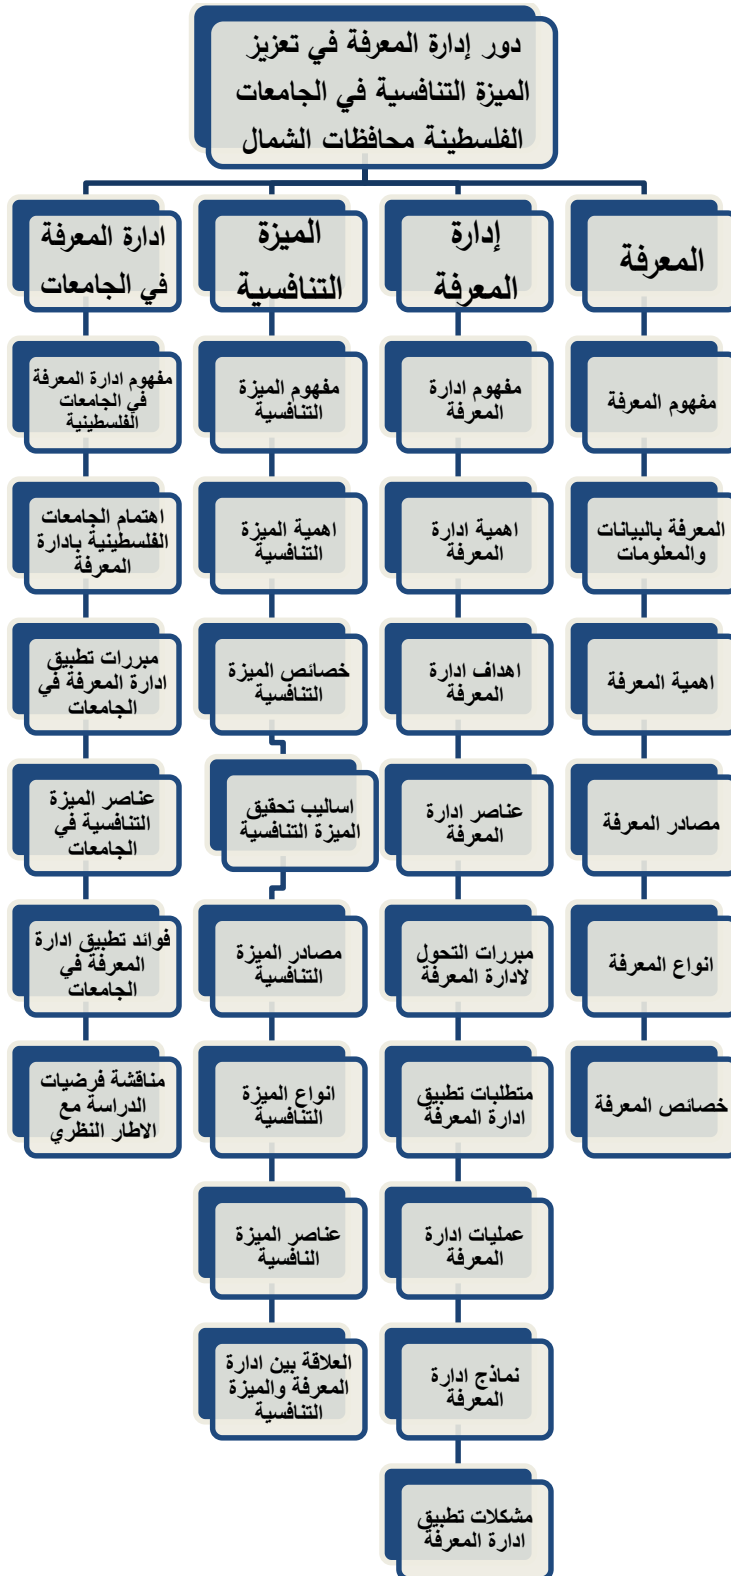 دور إدارة المعرفة في تعزيز
الميزة التنافسية في الجامعات
الفلسطينة محافظات الشمال
المعرفة
مفهوم المعرفة
المعرفة بالبيانات
والمعلومات
اهمية المعرفة
مصادر المعرفة
انواع المعرفة
خصائص المعرفة
إدارة
المعرفة
مفهوم ادارة
المعرفة
اهمية ادارة
المعرفة
اهداف ادارة
المعرفة
عناصر ادارة
المعرفة
مبررات التحول
لادارة المعرفة
متطلبات تطبيق
ادارة المعرفة
عمليات ادارة
المعرفة
نماذج ادارة
المعرفة
مشكلات تطبيق
ادارة المعرفة
الميزة
التنافسية
مفهوم الميزة
التنافسية
اهمية الميزة
التنافسية
خصائص الميزة
التنافسية
اساليب تحقيق
الميزة التنافسية
مصادر الميزة
التنافسية
انواع الميزة
التنافسية
عناصر الميزة
النافسية
العلاقة بين ادارة
المعرفة والميزة
التنافسية
ادارة المعرفة
في الجامعات
مفهوم ادارة المعرفة
في الجامعات
الفلسطينية
اهتمام الجامعات
الفلسطينية بادارة
المعرفة
مبررات تطبيق
ادارة المعرفة في
الجامعات
عناصر الميزة
التنافسية في
الجامعات
فوائد تطبيق ادارة
المعرفة في
الجامعات
مناقشة فرضيات
الدراسة مع
الاطار النظري